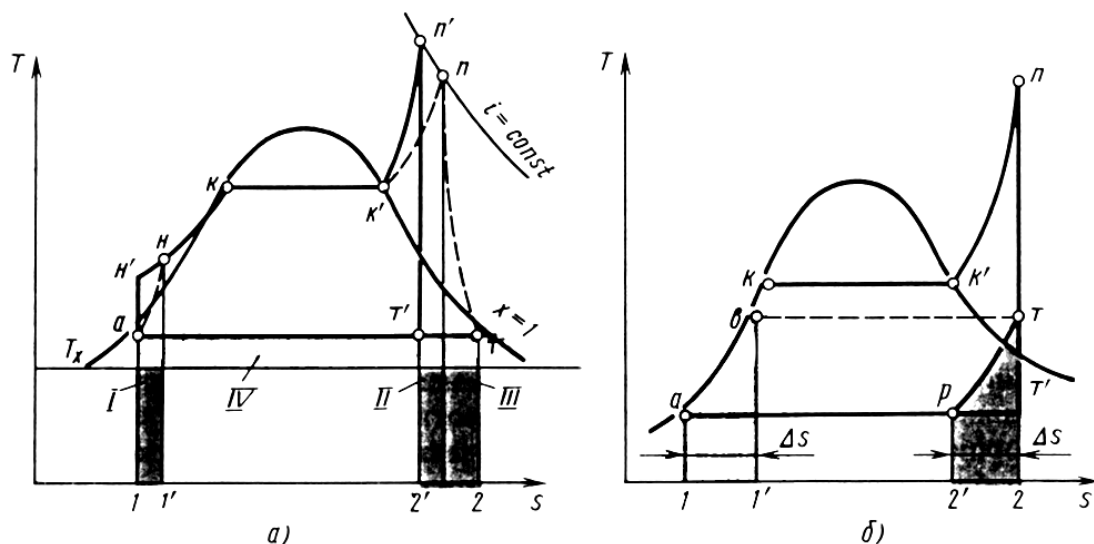 T
н'
н
а
T_x
к
к'
п'
п
i = const
т'
x = 1
т
I
IV
II
III
1
1'
2'
2
s
а)
T
п
к
к'
в
т
а
р
т'
Δs
Δs
1
1'
2'
2
s
б)